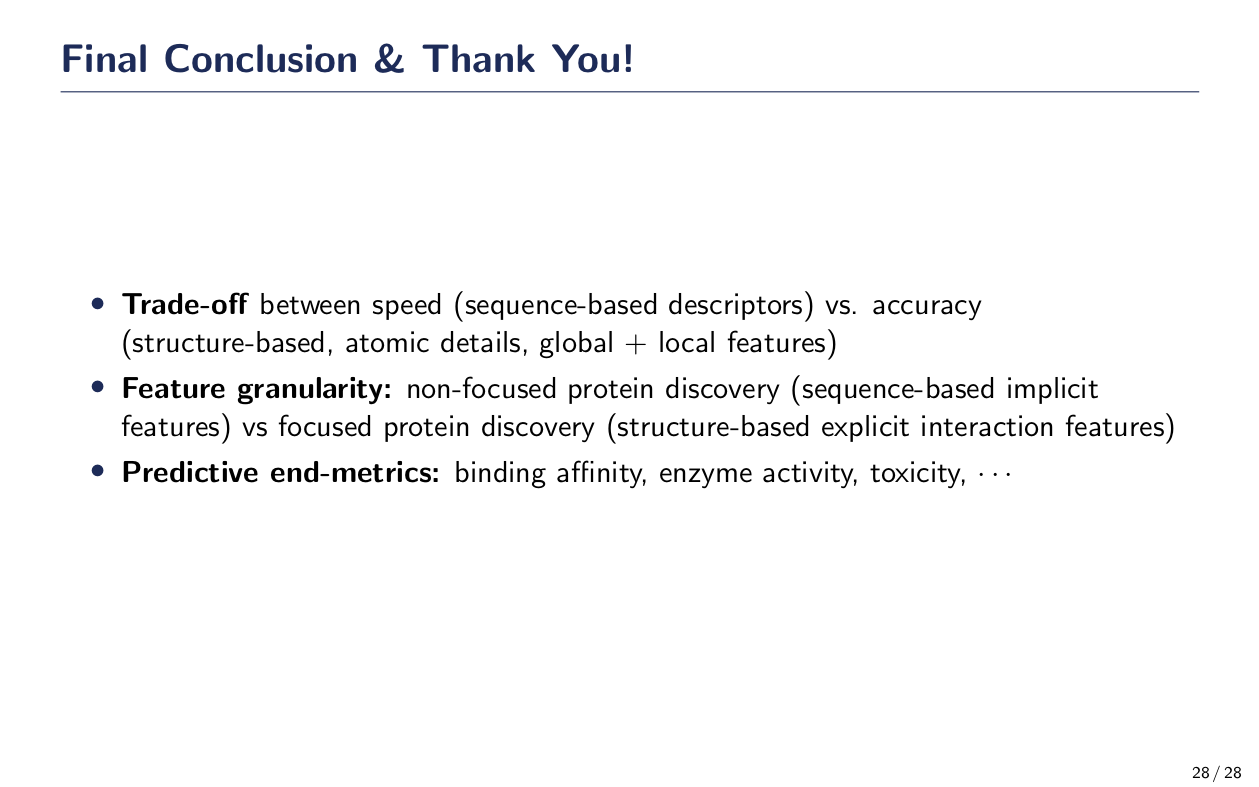 Final Conclusion & Thank You!
• Trade-off between speed (sequence-based descriptors) vs. accuracy
(structure-based, atomic details, global + local features)
• Feature granularity: non-focused protein discovery (sequence-based implicit
features) vs focused protein discovery (structure-based explicit interaction features)
• Predictive end-metrics: binding affinity, enzyme activity, toxicity, · · ·
28 / 28